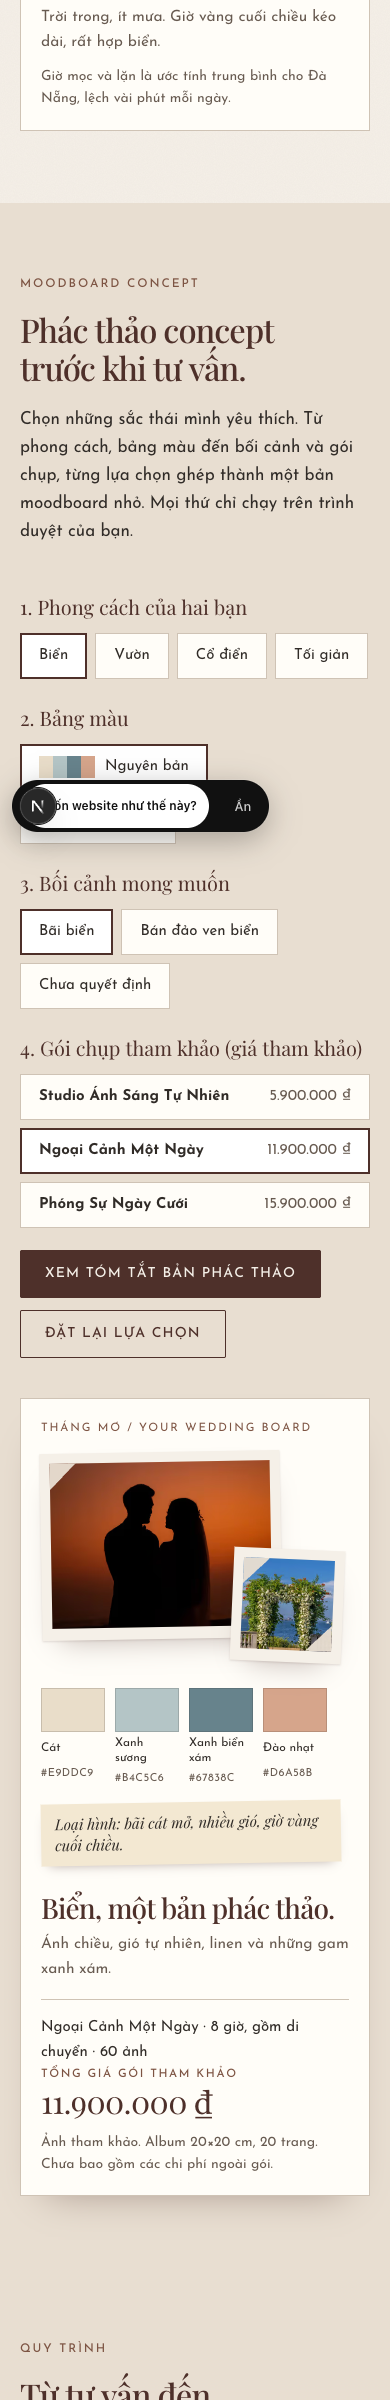 Trời trong, ít mưa. Giờ vàng cuối chiều kéo
dài, rất hợp biển.
Giờ mọc và lặn là ước tính trung bình cho Đà
Nẵng, lệch vài phút mỗi ngày.
MOODBOARD CONCEPT
Phác thảo concept
trước khi tư vấn.
Chọn những sắc thái mình yêu thích. Từ
phong cách, bảng màu đến bối cảnh và gói
chụp, từng lựa chọn ghép thành một bản
moodboard nhỏ. Mọi thứ chỉ chạy trên trình
duyệt của bạn.
1. Phong cách của hai bạn
Biển Vườn Cổ điển Tối giản
2. Bảng màu
Nguyên bản
N website như thế này? Ẩn
3. Bối cảnh mong muốn
Bãi biển Bán đảo ven biển
Chưa quyết định
4. Gói chụp tham khảo (giá tham khảo)
Studio Ánh Sáng Tự Nhiên 5.900.000 ₫
Ngoại Cảnh Một Ngày 11.900.000 ₫
Phóng Sự Ngày Cưới 15.900.000 ₫
XEM TÓM TẮT BẢN PHÁC THẢO
ĐẶT LẠI LỰA CHỌN
THÁNG MƠ / YOUR WEDDING BOARD
Cát Xanh sương Xanh biển xám Đào nhạt
#E9DDC9 #B4C5C6 #67838C #D6A58B
Loại hình: bãi cát mở, nhiều gió, giờ vàng
cuối chiều.
Biển, một bản phác thảo.
Ánh chiều, gió tự nhiên, linen và những gam
xanh xám.
Ngoại Cảnh Một Ngày · 8 giờ, gồm di
chuyển · 60 ảnh
TỔNG GIÁ GÓI THAM KHẢO
11.900.000 ₫
Ảnh tham khảo. Album 20×20 cm, 20 trang.
Chưa bao gồm các chi phí ngoài gói.
QUY TRÌNH
Từ tư vấn đến